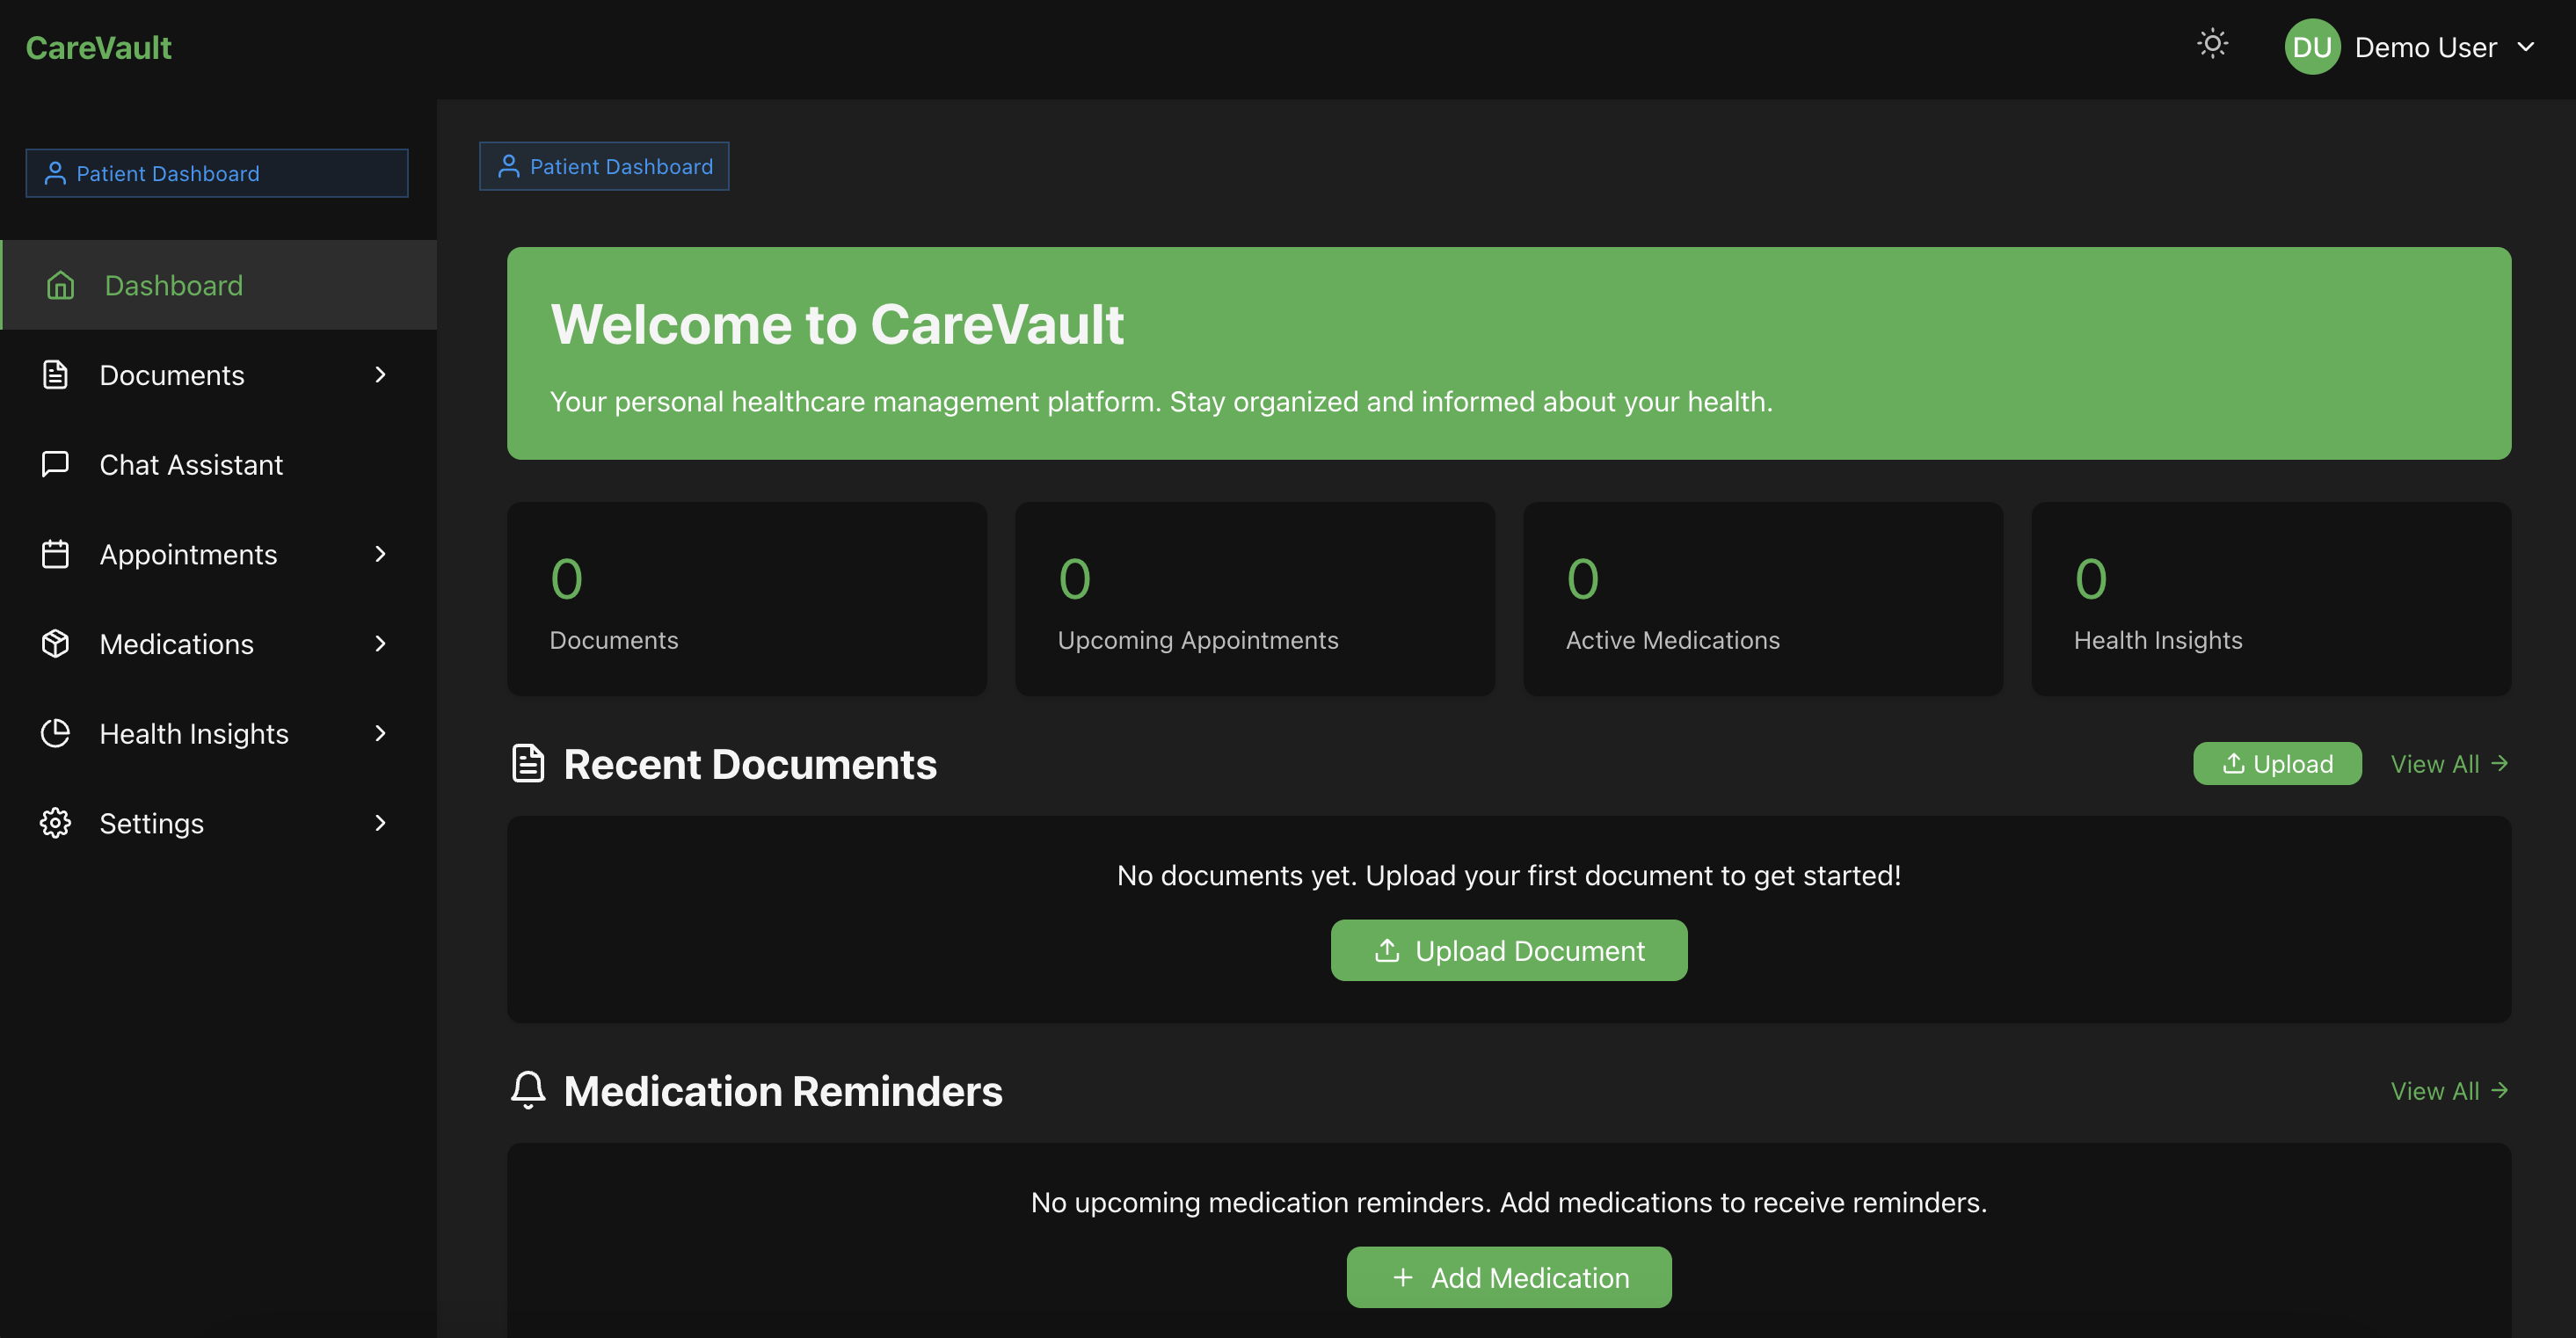 CareVault
DU Demo User
Patient Dashboard
Dashboard
Documents
Chat Assistant
Appointments
Medications
Health Insights
Settings
Patient Dashboard
Welcome to CareVault
Your personal healthcare management platform. Stay organized and informed about your health.
0
Documents
0
Upcoming Appointments
0
Active Medications
0
Health Insights
Recent Documents
Upload
View All
No documents yet. Upload your first document to get started!
Upload Document
Medication Reminders
View All
No upcoming medication reminders. Add medications to receive reminders.
Add Medication